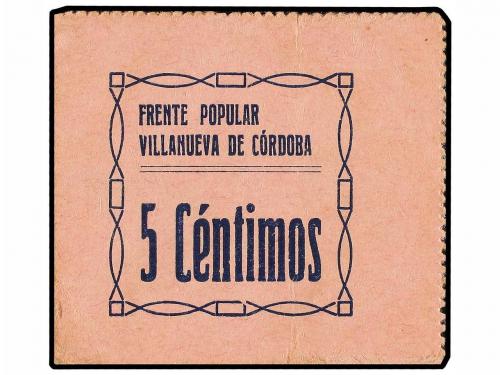 FRENTE POPULAR
VILLANUEVA DE CÓRDOBA
5 Céntimos